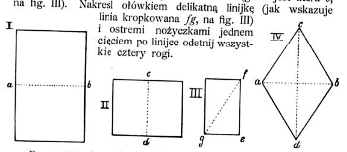 na fig. III). Nakreśl ołówkiem delikatną linijkę (jak wskazuje
linia kropkowana fg, na fig. III)
i ostremi nożyczkami jednem
cięciem po linijce odetnij wszyst-
kie cztery rogi.
I
a
b
II
c
d
III
f
g
e
IV
c
a
b
d